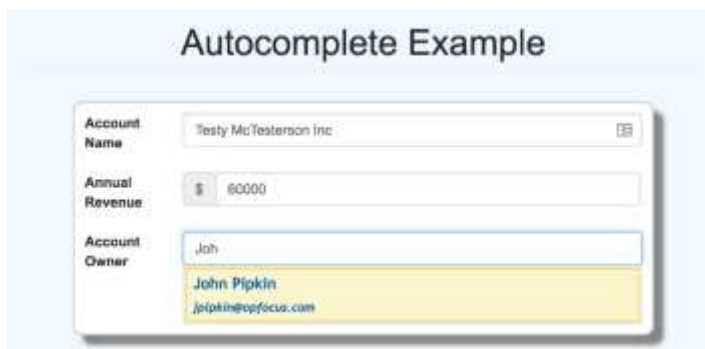 Autocomplete Example
Account
Name
Testy McTesterson Inc
Annual
Revenue
$ 60000
Account
Owner
Joh
John Pipkin
jpipkin@opfocus.com